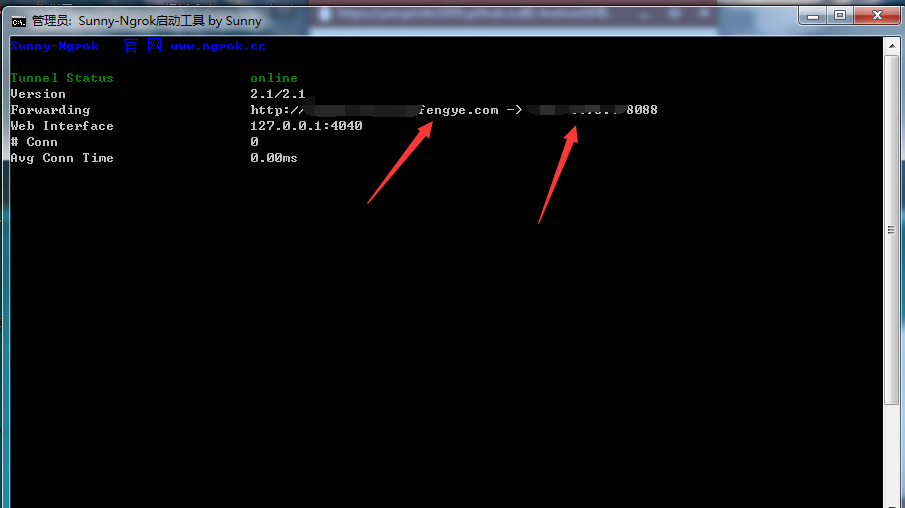 管理员: Sunny-Ngrok启动工具 by Sunny
Sunny-Ngrok 官网 www.ngrok.cc
Tunnel Status online
Version 2.1/2.1
Forwarding http:// fengye.com -> 8088
Web Interface 127.0.0.1:4040
# Conn 0
Avg Conn Time 0.00ms